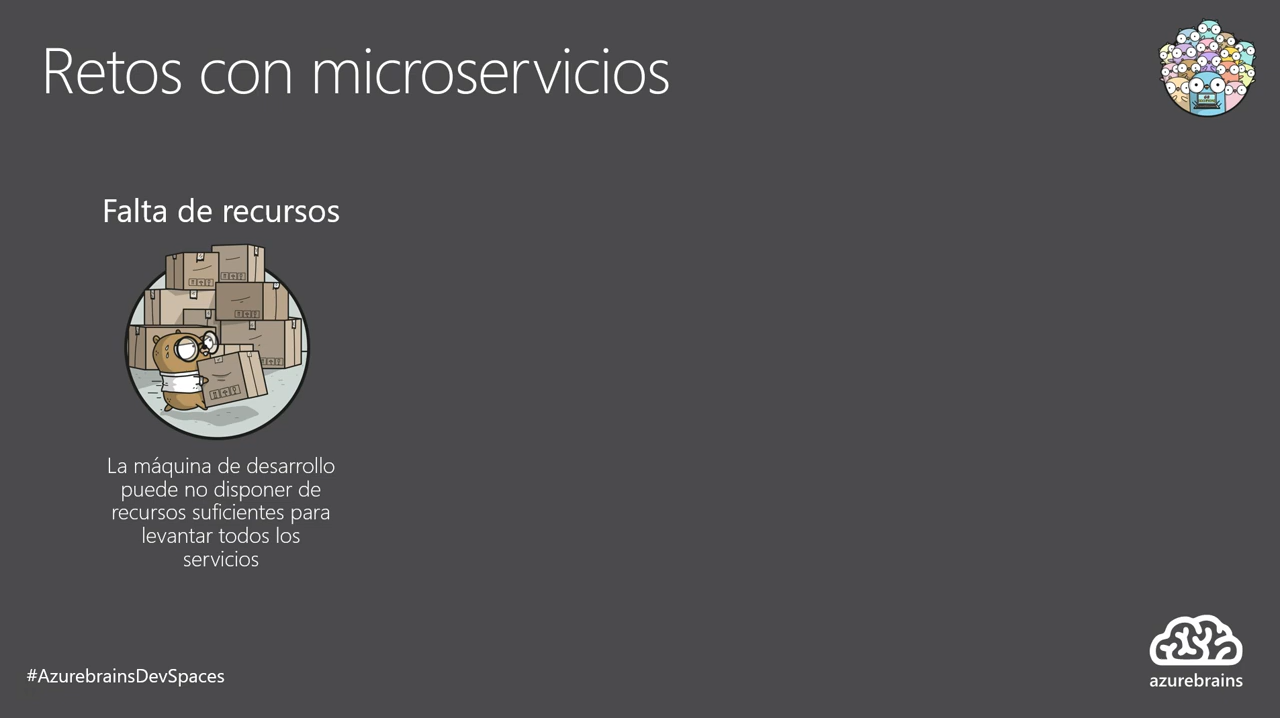 Retos con microservicios
Falta de recursos
La máquina de desarrollo
puede no disponer de
recursos suficientes para
levantar todos los
servicios
#AzurebrainsDevSpaces
azurebrains